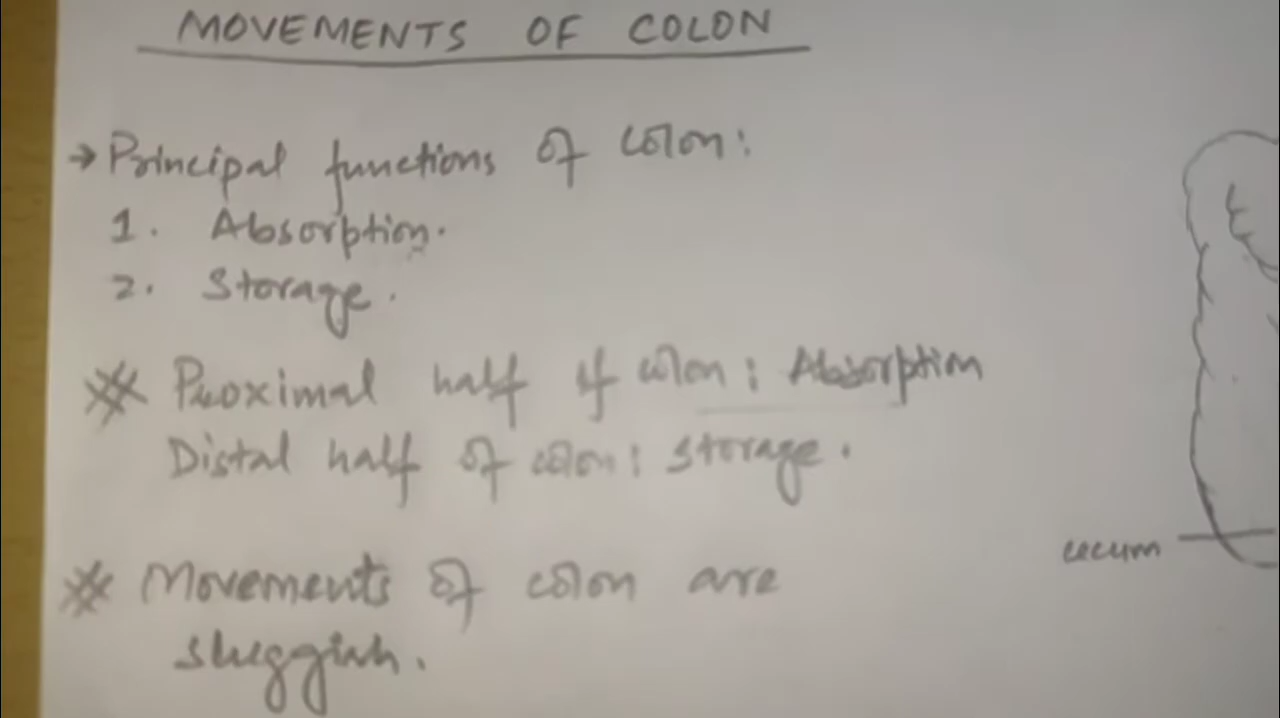 MOVEMENTS OF COLON
→ Principal functions of colon:
1. Absorption.
2. Storage.
※ Proximal half of colon: Absorption
Distal half of colon: storage.
※ Movements of colon are
sluggish.
cecum